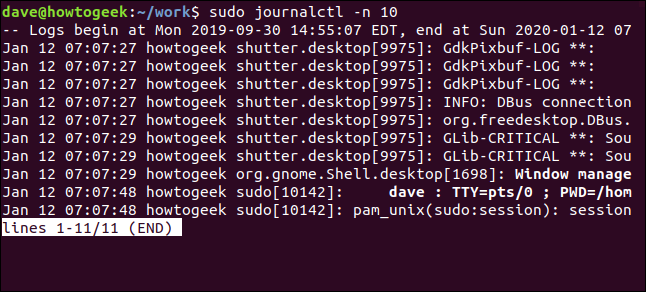 dave@howtogeek:~/work$ sudo journalctl -n 10
-- Logs begin at Mon 2019-09-30 14:55:07 EDT, end at Sun 2020-01-12 07
Jan 12 07:07:27 howtogeek shutter.desktop[9975]: GdkPixbuf-LOG **:
Jan 12 07:07:27 howtogeek shutter.desktop[9975]: GdkPixbuf-LOG **:
Jan 12 07:07:27 howtogeek shutter.desktop[9975]: GdkPixbuf-LOG **:
Jan 12 07:07:27 howtogeek shutter.desktop[9975]: INFO: DBus connection
Jan 12 07:07:27 howtogeek shutter.desktop[9975]: org.freedesktop.DBus.
Jan 12 07:07:29 howtogeek shutter.desktop[9975]: GLib-CRITICAL **: Sou
Jan 12 07:07:29 howtogeek shutter.desktop[9975]: GLib-CRITICAL **: Sou
Jan 12 07:07:29 howtogeek org.gnome.Shell.desktop[1698]: Window manage
Jan 12 07:07:48 howtogeek sudo[10142]:     dave : TTY=pts/0 ; PWD=/hom
Jan 12 07:07:48 howtogeek sudo[10142]: pam_unix(sudo:session): session
lines 1-11/11 (END)